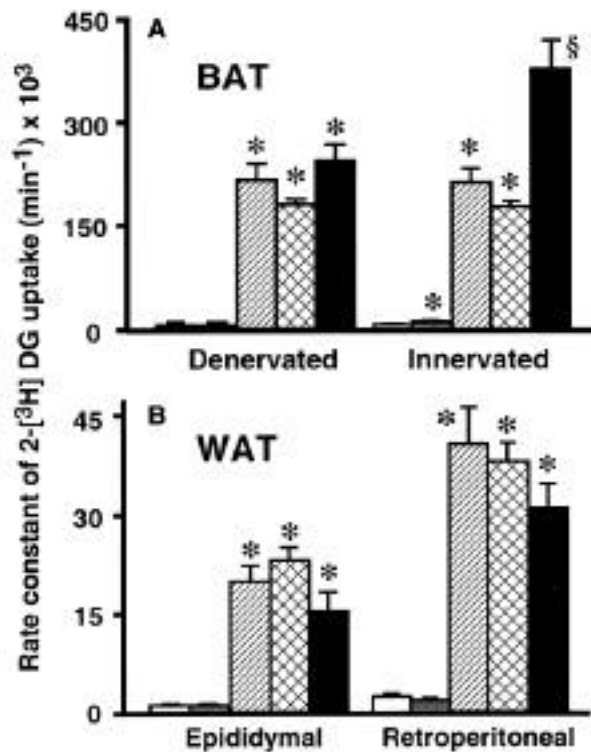 Rate constant of 2-[³H] DG uptake (min⁻¹) x 10³
450
A
BAT
§
*
*
*
*
*
*
300
150
0
Denervated
Innervated
45
B
WAT
*
*
*
*
*
*
30
15
0
Epididymal
Retroperitoneal